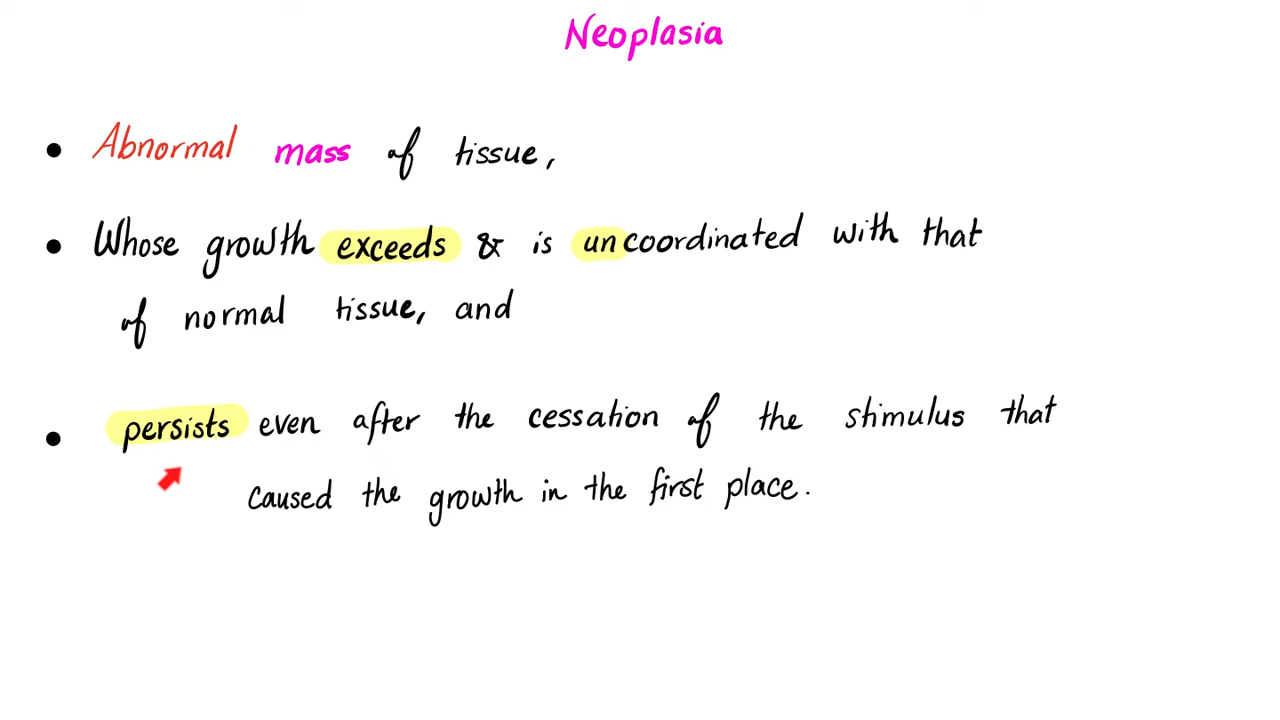 Neoplasia
• Abnormal mass of tissue,
• Whose growth exceeds & is uncoordinated with that
of normal tissue, and
• persists even after the cessation of the stimulus that
caused the growth in the first place.